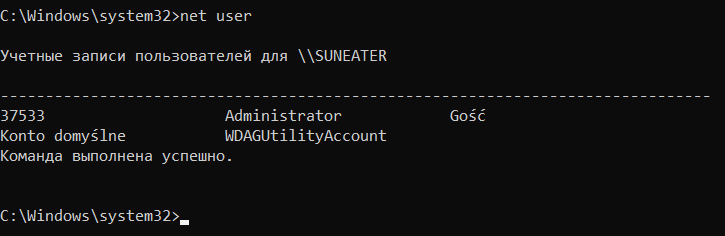 C:\Windows\system32>net user
Учетные записи пользователей для \\SUNEATER
-------------------------------------------------------------------------------
37533 Administrator Gość
Konto domyślne WDAGUtilityAccount
Команда выполнена успешно.
C:\Windows\system32>